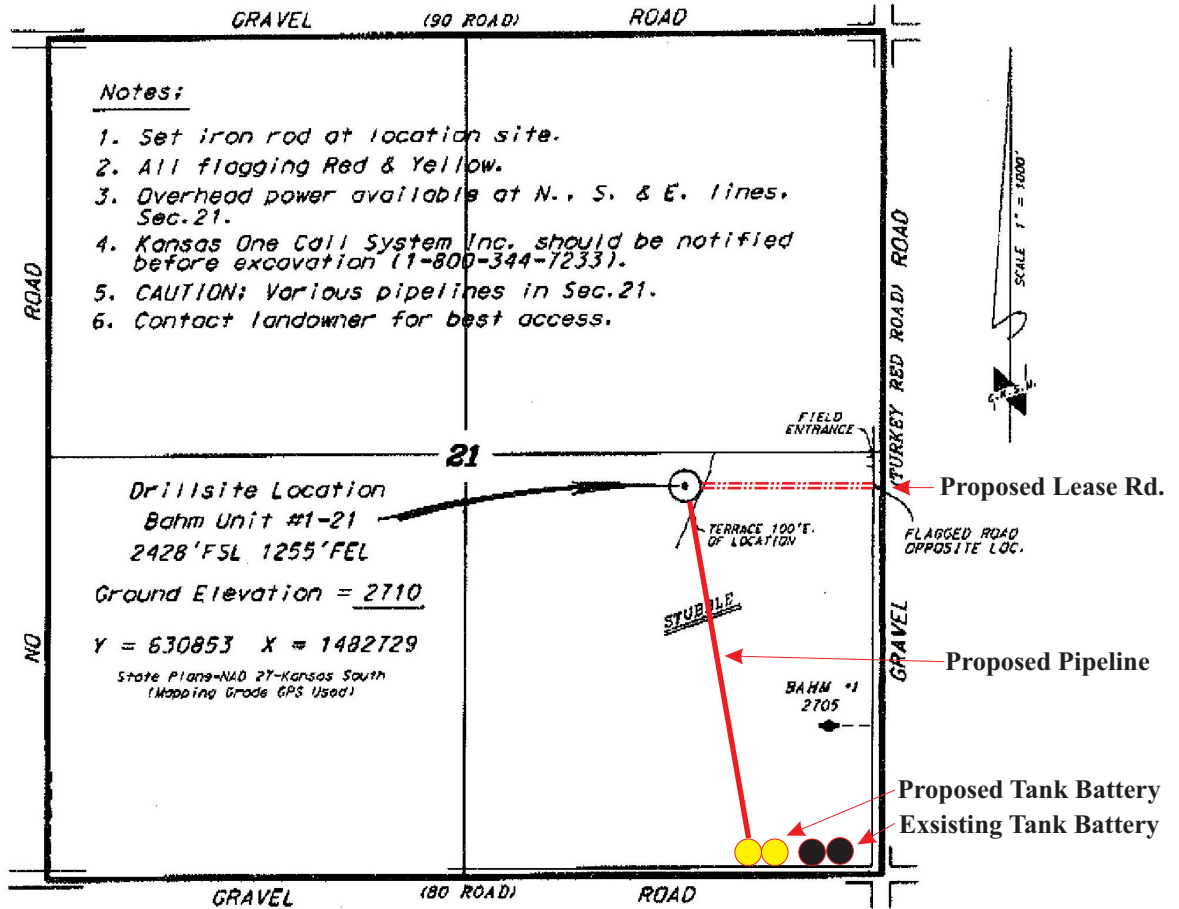 GRAVEL (90 ROAD) ROAD
Notes:
1. Set iron rod at location site.
2. All flagging Red & Yellow.
3. Overhead power available at N., S. & E. lines,
Sec.21.
4. Kansas One Call System Inc. should be notified
before excavation (1-800-344-7233).
5. CAUTION: Various pipelines in Sec.21.
6. Contact landowner for best access.
ROAD
NO
SCALE 1" = 1000'
C.K.S.M.
(TURKEY RED ROAD) ROAD
GRAVEL
FIELD
ENTRANCE
21
Drillsite Location
Bahm Unit #1-21
2428'FSL 1255'FEL
Ground Elevation = 2710
Y = 630853 X = 1482729
State Plane-NAD 27-Kansas South
(Mapping Grade GPS Used)
Proposed Lease Rd.
TERRACE 100'E.
OF LOCATION
FLAGGED ROAD
OPPOSITE LOC.
STUBBLE
Proposed Pipeline
BAHM #1
2705
Proposed Tank Battery
Exsisting Tank Battery
GRAVEL (80 ROAD) ROAD